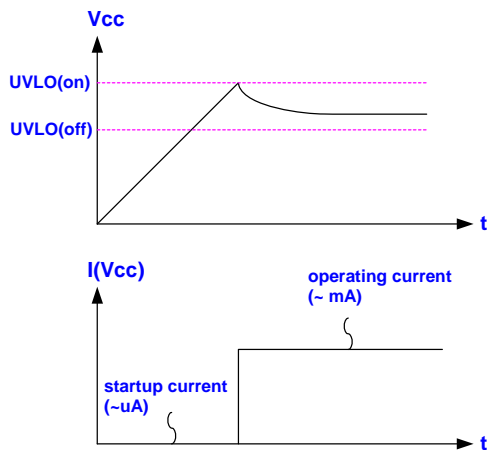 Vcc
UVLO(on)
UVLO(off)
t
I(Vcc)
operating current
(~ mA)
startup current
(~uA)
t